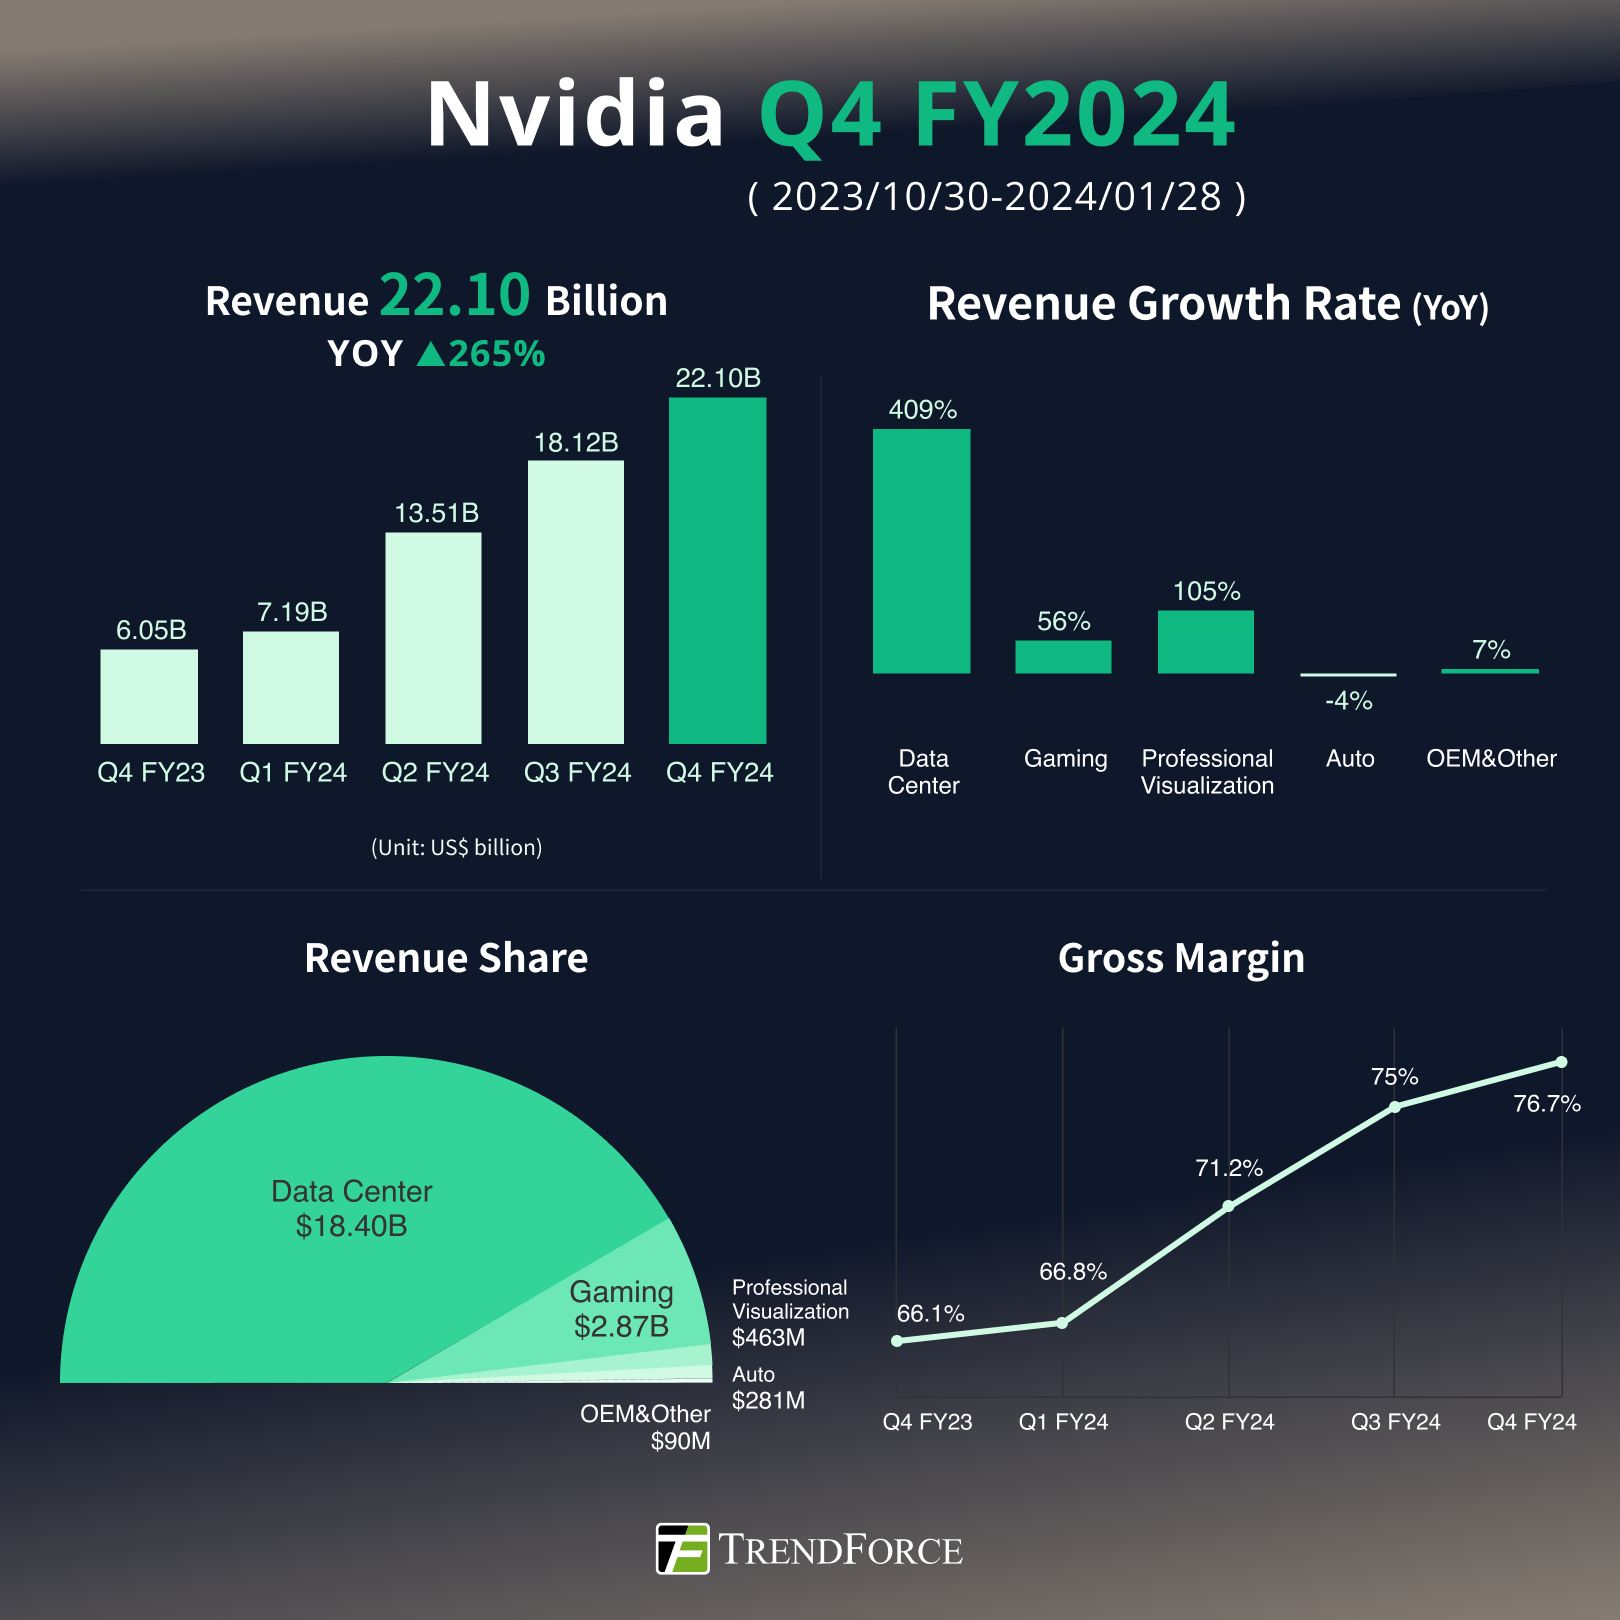 Nvidia Q4 FY2024
( 2023/10/30-2024/01/28 )
Revenue 22.10 Billion
YOY ▲265%
22.10B
18.12B
13.51B
7.19B
6.05B
Q4 FY23 Q1 FY24 Q2 FY24 Q3 FY24 Q4 FY24
(Unit: US$ billion)
Revenue Growth Rate (YoY)
409%
56%
105%
-4%
7%
Data
Center
Gaming
Professional
Visualization
Auto
OEM&Other
Revenue Share
Data Center
$18.40B
Gaming
$2.87B
Professional
Visualization
$463M
Auto
$281M
OEM&Other
$90M
Gross Margin
66.1%
66.8%
71.2%
75%
76.7%
Q4 FY23 Q1 FY24 Q2 FY24 Q3 FY24 Q4 FY24
TRENDFORCE